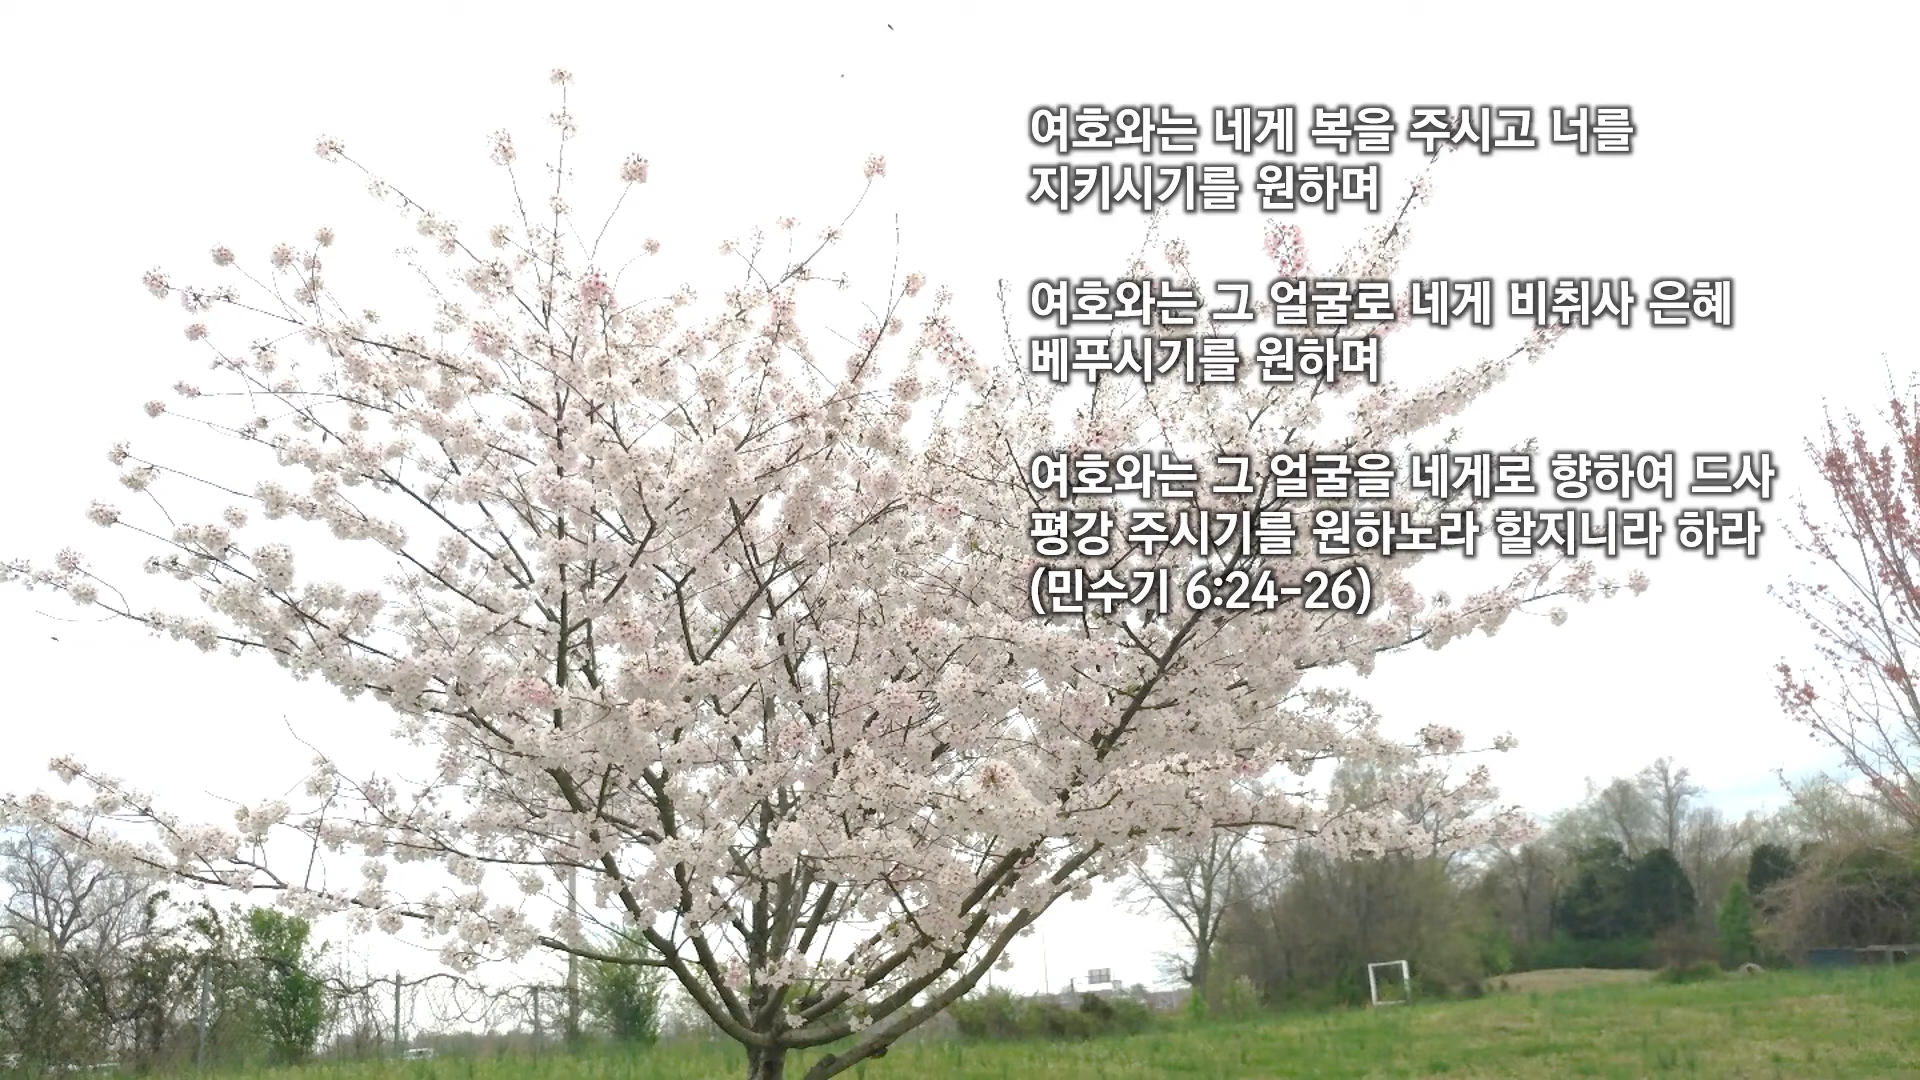 여호와는 네게 복을 주시고 너를
지키시기를 원하며
여호와는 그 얼굴로 네게 비취사 은혜
베푸시기를 원하며
여호와는 그 얼굴을 네게로 향하여 드사
평강 주시기를 원하노라 할지니라 하라
(민수기 6:24-26)